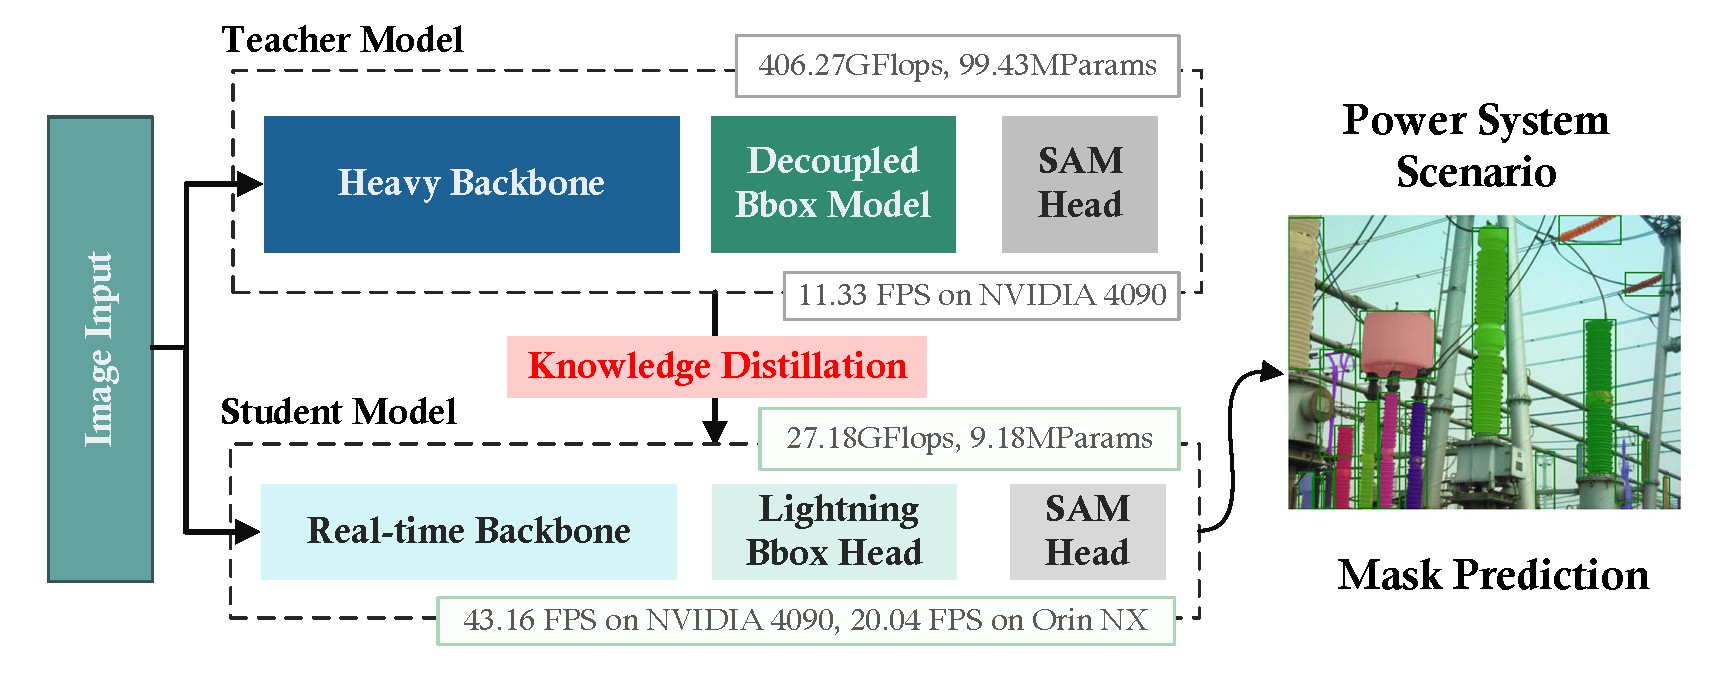 Teacher Model
406.27GFlops, 99.43MParams
Image Input
Heavy Backbone
Decoupled
Bbox Model
SAM
Head
11.33 FPS on NVIDIA 4090
Knowledge Distillation
Student Model
27.18GFlops, 9.18MParams
Real-time Backbone
Lightning
Bbox Head
SAM
Head
43.16 FPS on NVIDIA 4090, 20.04 FPS on Orin NX
Power System
Scenario
Mask Prediction